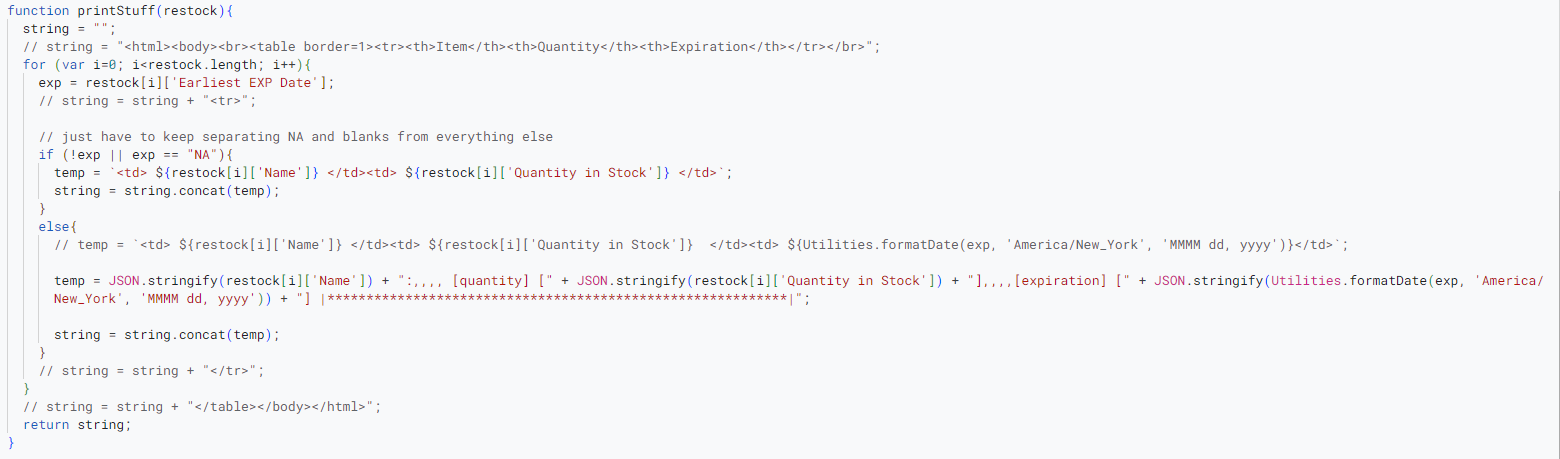 function printStuff(restock){
string = "";
// string = "<html><body><br><table border=1><tr><th>Item</th><th>Quantity</th><th>Expiration</th></tr></br>";
for (var i=0; i<restock.length; i++){
exp = restock[i]['Earliest EXP Date'];
// string = string + "<tr>";
// just have to keep separating NA and blanks from everything else
if (!exp || exp == "NA"){
temp = `<td> ${restock[i]['Name']} </td><td> ${restock[i]['Quantity in Stock']} </td>`;
string = string.concat(temp);
}
else{
// temp = `<td> ${restock[i]['Name']} </td><td> ${restock[i]['Quantity in Stock']}  </td><td> ${Utilities.formatDate(exp, 'America/New_York', 'MMMM dd, yyyy')}</td>`;
temp = JSON.stringify(restock[i]['Name']) + ":,,,, [quantity] [" + JSON.stringify(restock[i]['Quantity in Stock']) + "],,,,[expiration] [" + JSON.stringify(Utilities.formatDate(exp, 'America/
New_York', 'MMMM dd, yyyy')) + "] |***********************************************************|";
string = string.concat(temp);
}
// string = string + "</tr>";
}
// string = string + "</table></body></html>";
return string;
}